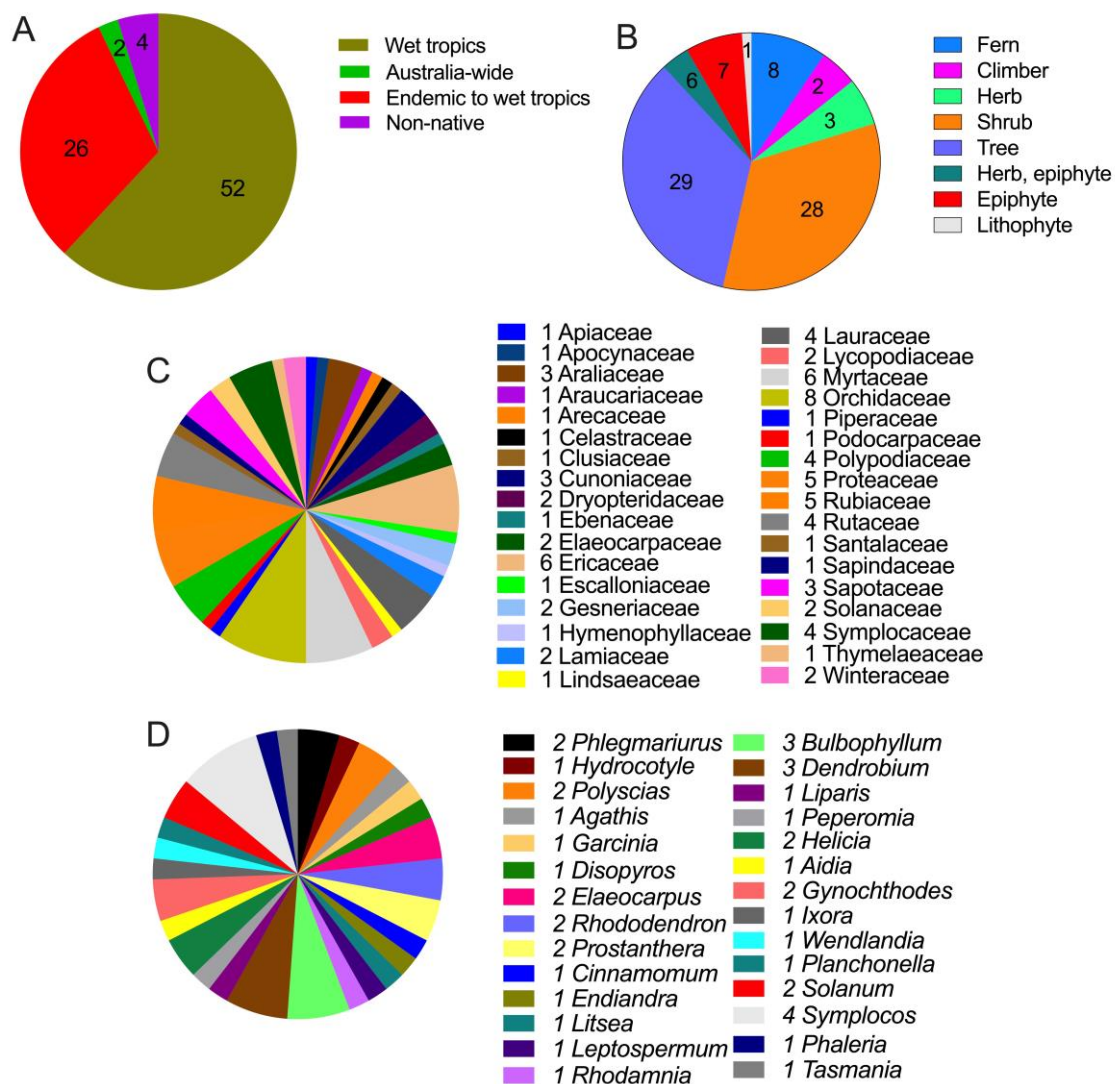 A
2
4
26
52
Wet tropics
Australia-wide
Endemic to wet tropics
Non-native
B
1
8
2
3
28
29
6
7
Fern
Climber
Herb
Shrub
Tree
Herb, epiphyte
Epiphyte
Lithophyte
C
1 Apiaceae
1 Apocynaceae
3 Araliaceae
1 Araucariaceae
1 Arecaceae
1 Celastraceae
1 Clusiaceae
3 Cunoniaceae
2 Dryopteridaceae
1 Ebenaceae
2 Elaeocarpaceae
6 Ericaceae
1 Escalloniaceae
2 Gesneriaceae
1 Hymenophyllaceae
2 Lamiaceae
1 Lindsaeaceae
4 Lauraceae
2 Lycopodiaceae
6 Myrtaceae
8 Orchidaceae
1 Piperaceae
1 Podocarpaceae
4 Polypodiaceae
5 Proteaceae
5 Rubiaceae
4 Rutaceae
1 Santalaceae
1 Sapindaceae
3 Sapotaceae
2 Solanaceae
4 Symplocaceae
1 Thymelaeaceae
2 Winteraceae
D
2 Phlegmariurus
1 Hydrocotyle
2 Polyscias
1 Agathis
1 Garcinia
1 Disopyros
2 Elaeocarpus
2 Rhododendron
2 Prostanthera
1 Cinnamomum
1 Endiandra
1 Litsea
1 Leptospermum
1 Rhodamnia
3 Bulbophyllum
3 Dendrobium
1 Liparis
1 Peperomia
2 Helicia
1 Aidia
2 Gynochthodes
1 Ixora
1 Wendlandia
1 Planchonella
2 Solanum
4 Symplocos
1 Phaleria
1 Tasmania